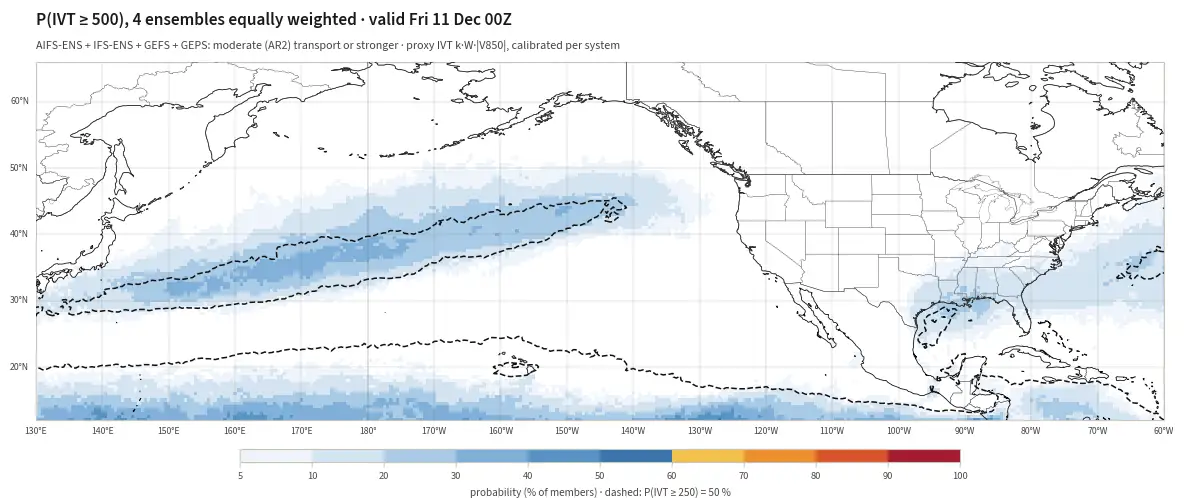 P(IVT ≥ 500), 4 ensembles equally weighted · valid Fri 11 Dec 00Z
AIFS-ENS + IFS-ENS + GEFS + GEPS: moderate (AR2) transport or stronger · proxy IVT k·W·|V850|, calibrated per system
60°N
50°N
40°N
30°N
20°N
130°E 140°E 150°E 160°E 170°E 180° 170°W 160°W 150°W 140°W 130°W 120°W 110°W 100°W 90°W 80°W 70°W 60°W
5 10 20 30 40 50 60 70 80 90 100
probability (% of members) · dashed: P(IVT ≥ 250) = 50 %